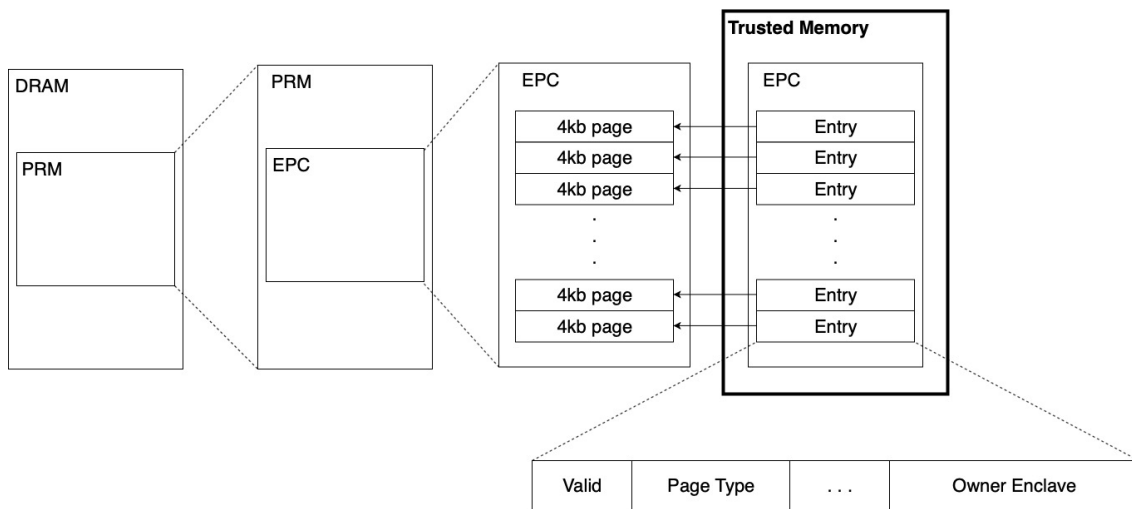 Trusted Memory
DRAM
PRM
EPC
EPC
PRM
EPC
4kb page
4kb page
4kb page
.
.
.
4kb page
4kb page
Entry
Entry
Entry
.
.
.
Entry
Entry
Valid
Page Type
. . .
Owner Enclave